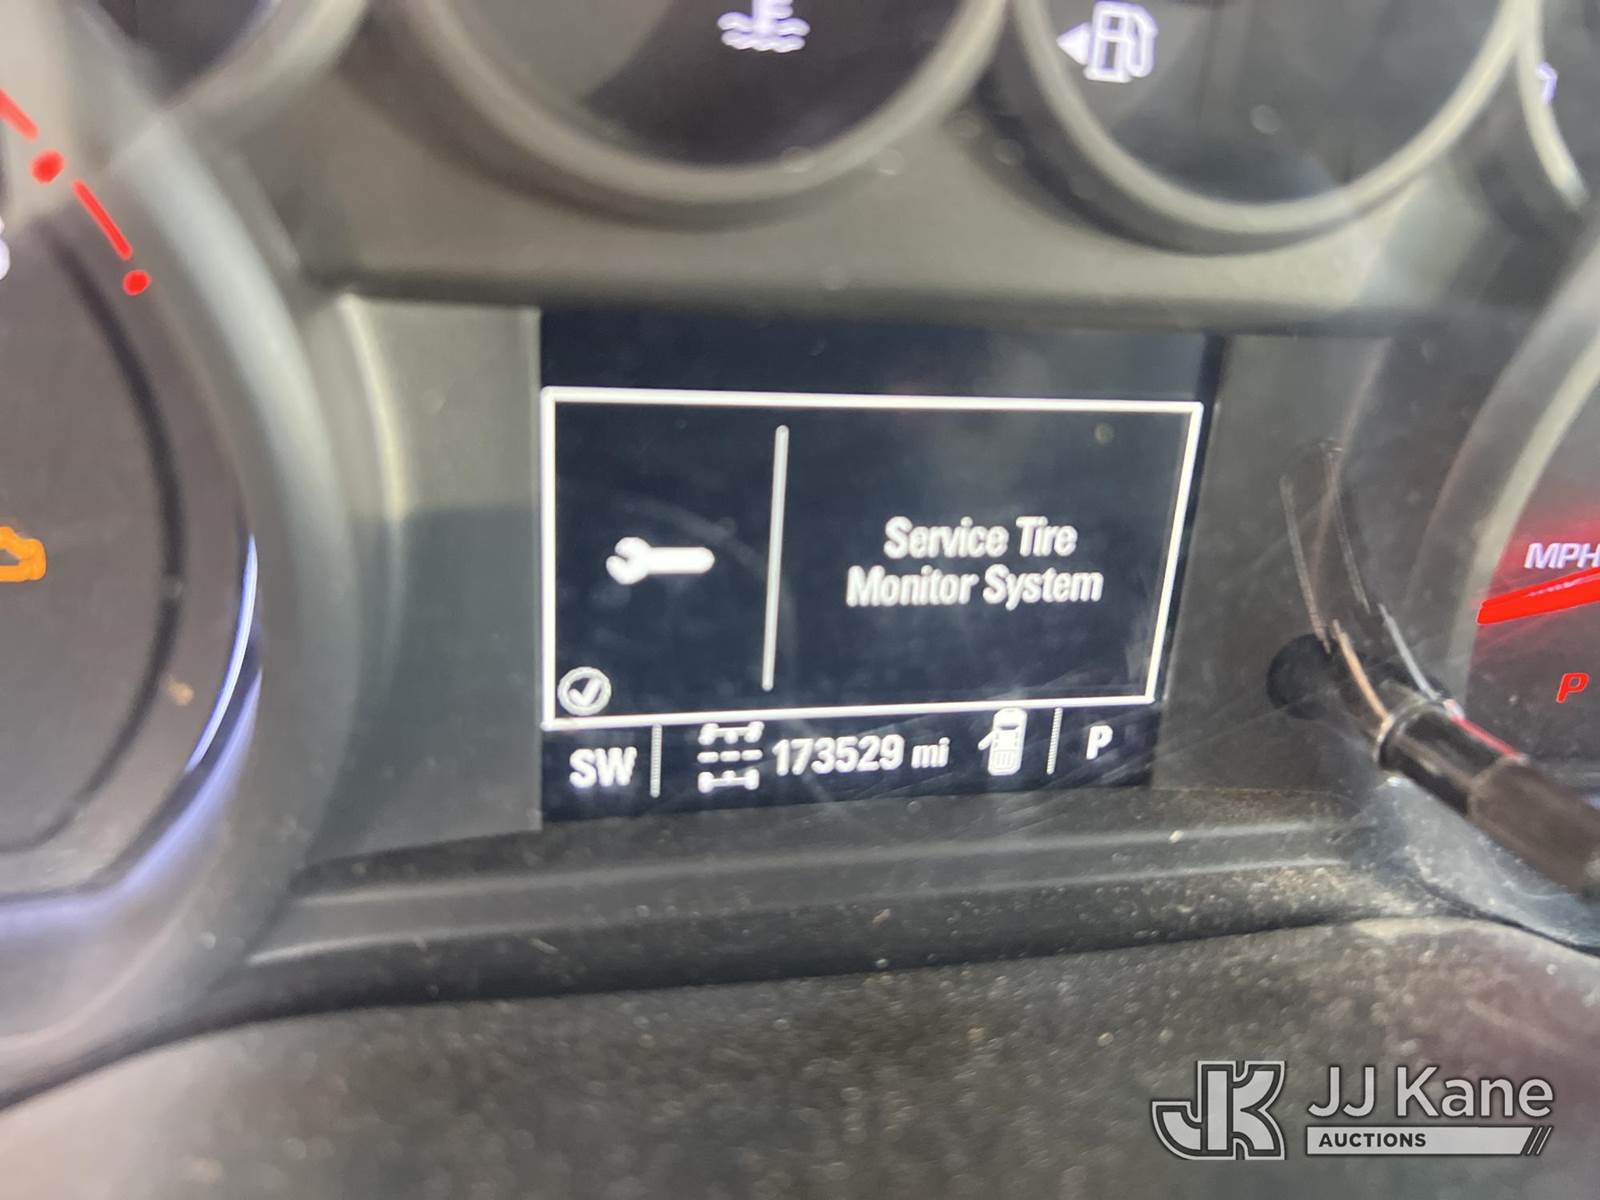 Service Tire
Monitor System
MPH
P
SW 173529 mi P
JJ Kane
AUCTIONS